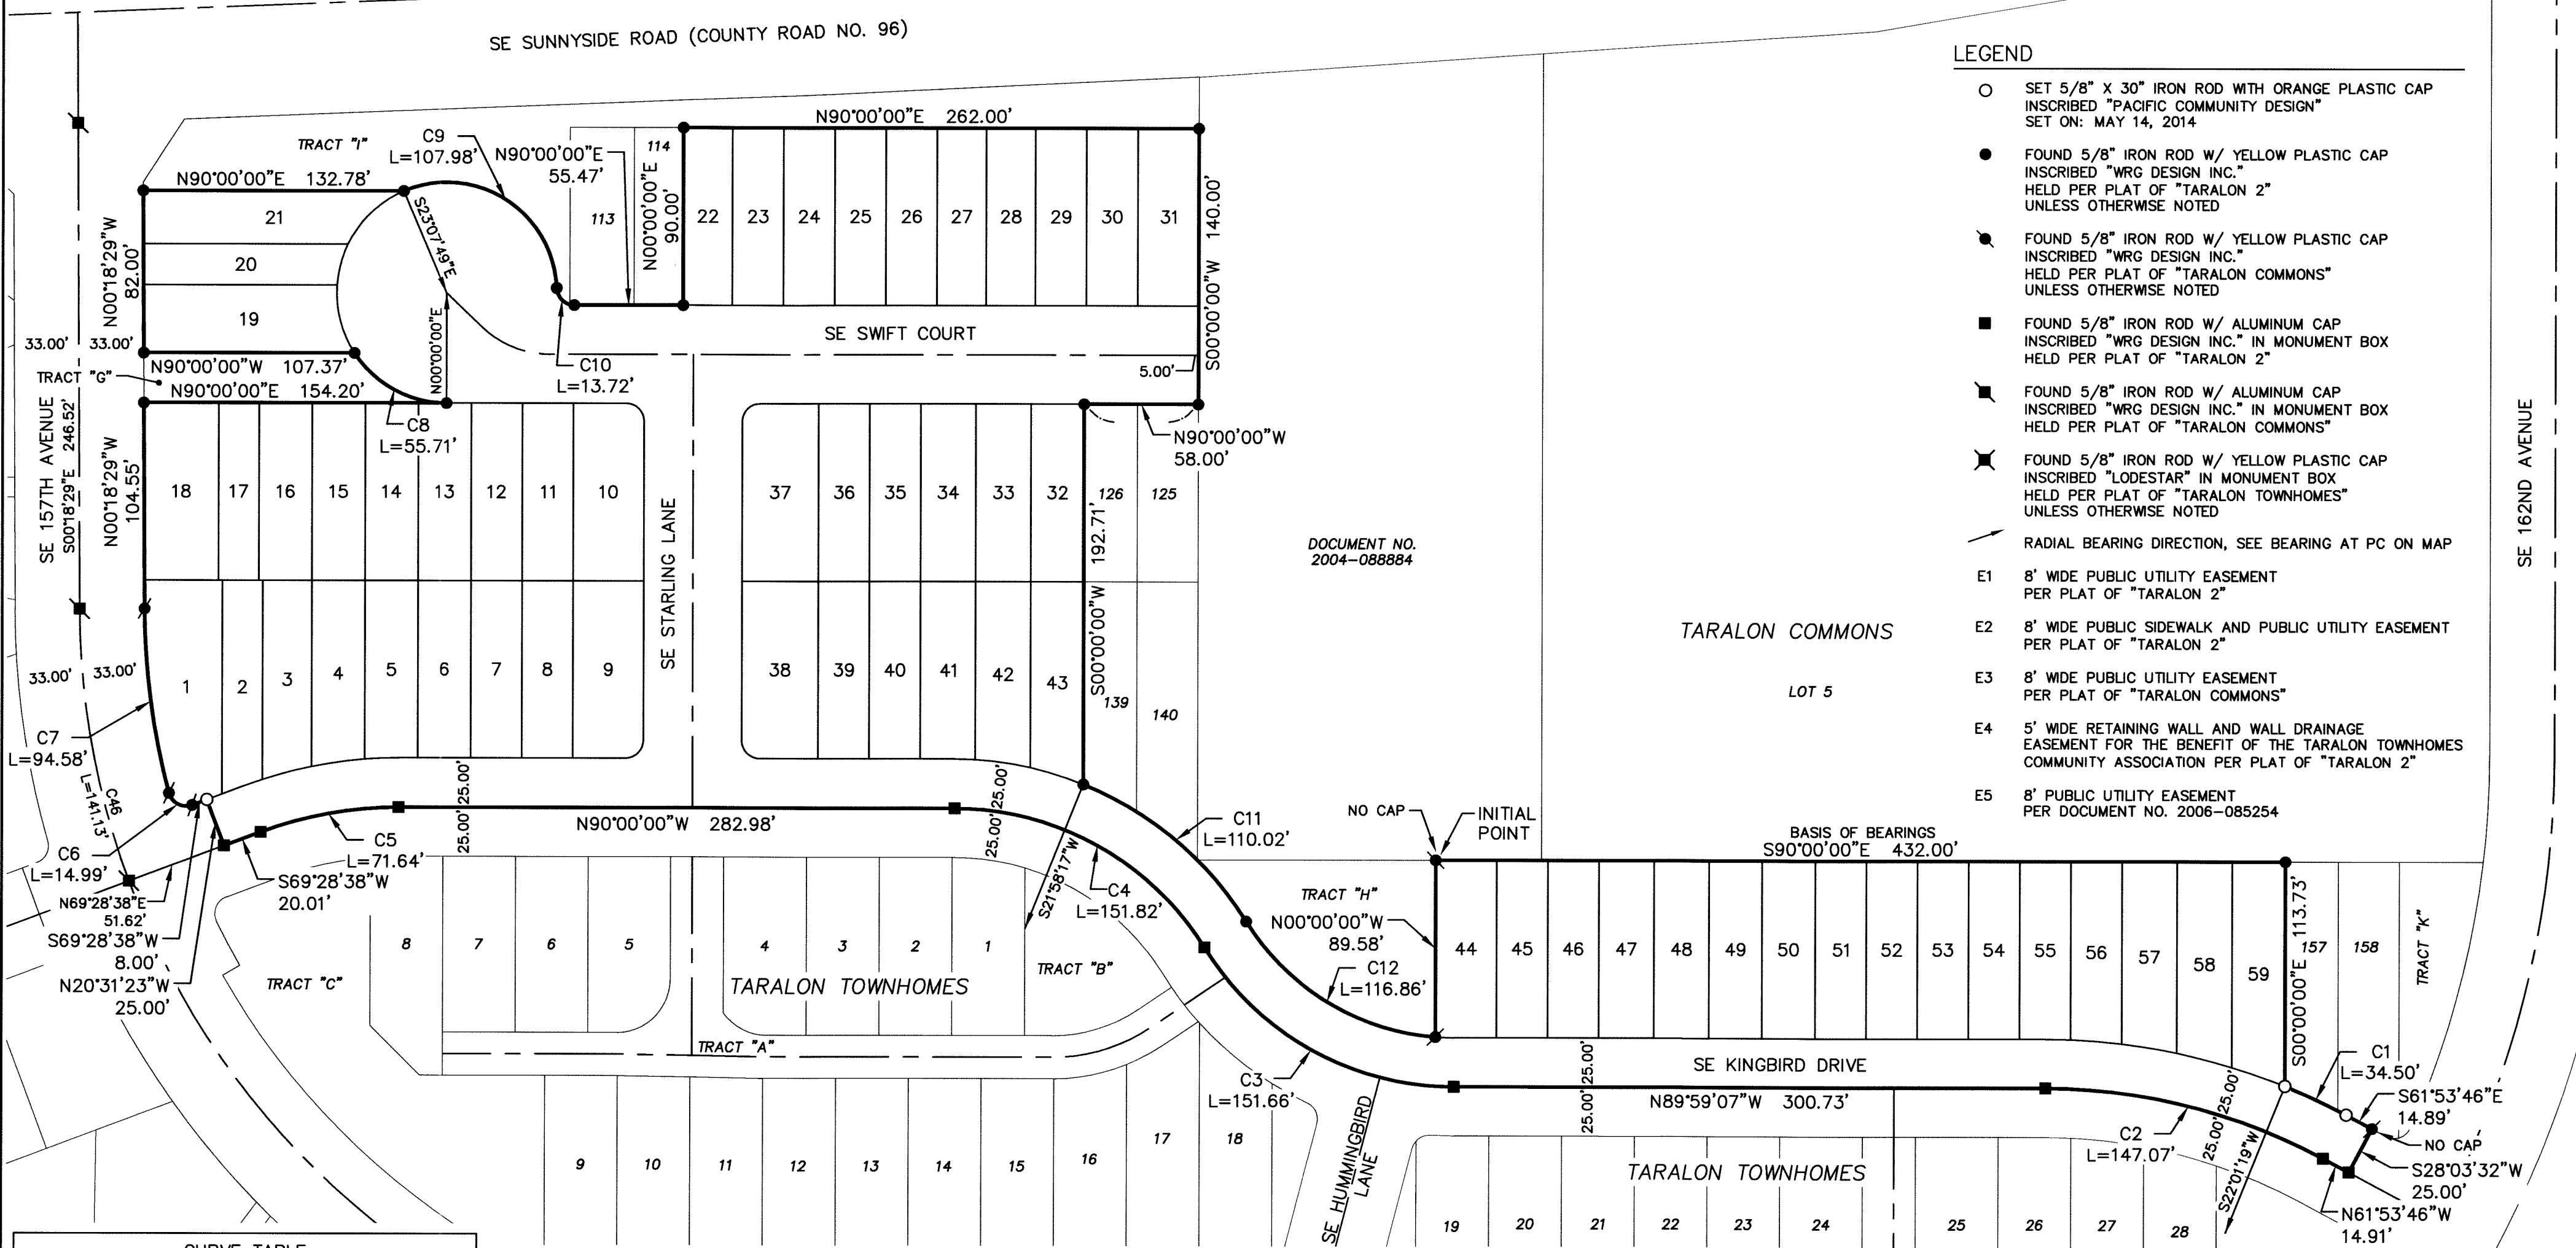 SE SUNNYSIDE ROAD (COUNTY ROAD NO. 96)
TRACT "I"
C9
L=107.98'
N90°00'00"E 132.78'
N90°00'00"E
55.47'
N90°00'00"E 262.00'
114
113
N00°00'00"E
90.00'
22
23
24
25
26
27
28
29
30
31
S00°00'00"W 140.00'
21
20
19
N00°18'29"W
82.00'
S23°07'49"E
N00°00'00"E
33.00'
33.00'
N90°00'00"W 107.37'
TRACT "G"
N90°00'00"E 154.20'
C8
L=55.71'
C10
L=13.72'
SE SWIFT COURT
5.00'
N90°00'00"W
58.00'
SE 157TH AVENUE
S00°18'29"E 246.52'
N00°18'29"W
104.55'
18
17
16
15
14
13
12
11
10
SE STARLING LANE
37
36
35
34
33
32
126
125
S00°00'00"W 192.71'
1
2
3
4
5
6
7
8
9
38
39
40
41
42
43
139
140
33.00'
33.00'
C7
L=94.58'
C46
L=141.13'
C6
L=14.99'
N69°28'38"E
51.62'
S69°28'38"W
8.00'
N20°31'23"W
25.00'
C5
L=71.64'
S69°28'38"W
20.01'
25.00'
25.00'
N90°00'00"W 282.98'
25.00'
25.00'
S21°58'17"W
C4
L=151.82'
C11
L=110.02'
C12
L=116.86'
TRACT "H"
N00°00'00"W
89.58'
NO CAP
INITIAL
POINT
BASIS OF BEARINGS
S90°00'00"E 432.00'
DOCUMENT NO.
2004-088884
TARALON COMMONS
LOT 5
44
45
46
47
48
49
50
51
52
53
54
55
56
57
58
59
S00°00'00"E 113.73'
157
158
TRACT "K"
SE KINGBIRD DRIVE
25.00'
25.00'
N89°59'07"W 300.73'
C3
L=151.66'
SE HUMMINGBIRD
LANE
C1
L=34.50'
S61°53'46"E
14.89'
NO CAP
S28°03'32"W
25.00'
N61°53'46"W
14.91'
C2
L=147.07'
25.00'
25.00'
S22°01'19"W
TRACT "C"
8
7
6
5
4
3
2
1
TARALON TOWNHOMES
TRACT "B"
TRACT "A"
9
10
11
12
13
14
15
16
17
18
TARALON TOWNHOMES
19
20
21
22
23
24
25
26
27
28
SE 162ND AVENUE
LEGEND
SET 5/8" X 30" IRON ROD WITH ORANGE PLASTIC CAP
INSCRIBED "PACIFIC COMMUNITY DESIGN"
SET ON: MAY 14, 2014
FOUND 5/8" IRON ROD W/ YELLOW PLASTIC CAP
INSCRIBED "WRG DESIGN INC."
HELD PER PLAT OF "TARALON 2"
UNLESS OTHERWISE NOTED
FOUND 5/8" IRON ROD W/ YELLOW PLASTIC CAP
INSCRIBED "WRG DESIGN INC."
HELD PER PLAT OF "TARALON COMMONS"
UNLESS OTHERWISE NOTED
FOUND 5/8" IRON ROD W/ ALUMINUM CAP
INSCRIBED "WRG DESIGN INC." IN MONUMENT BOX
HELD PER PLAT OF "TARALON 2"
FOUND 5/8" IRON ROD W/ ALUMINUM CAP
INSCRIBED "WRG DESIGN INC." IN MONUMENT BOX
HELD PER PLAT OF "TARALON COMMONS"
FOUND 5/8" IRON ROD W/ YELLOW PLASTIC CAP
INSCRIBED "LODESTAR" IN MONUMENT BOX
HELD PER PLAT OF "TARALON TOWNHOMES"
UNLESS OTHERWISE NOTED
RADIAL BEARING DIRECTION, SEE BEARING AT PC ON MAP
E1 8' WIDE PUBLIC UTILITY EASEMENT
PER PLAT OF "TARALON 2"
E2 8' WIDE PUBLIC SIDEWALK AND PUBLIC UTILITY EASEMENT
PER PLAT OF "TARALON 2"
E3 8' WIDE PUBLIC UTILITY EASEMENT
PER PLAT OF "TARALON COMMONS"
E4 5' WIDE RETAINING WALL AND WALL DRAINAGE
EASEMENT FOR THE BENEFIT OF THE TARALON TOWNHOMES
COMMUNITY ASSOCIATION PER PLAT OF "TARALON 2"
E5 8' PUBLIC UTILITY EASEMENT
PER DOCUMENT NO. 2006-085254
CURVE TABLE